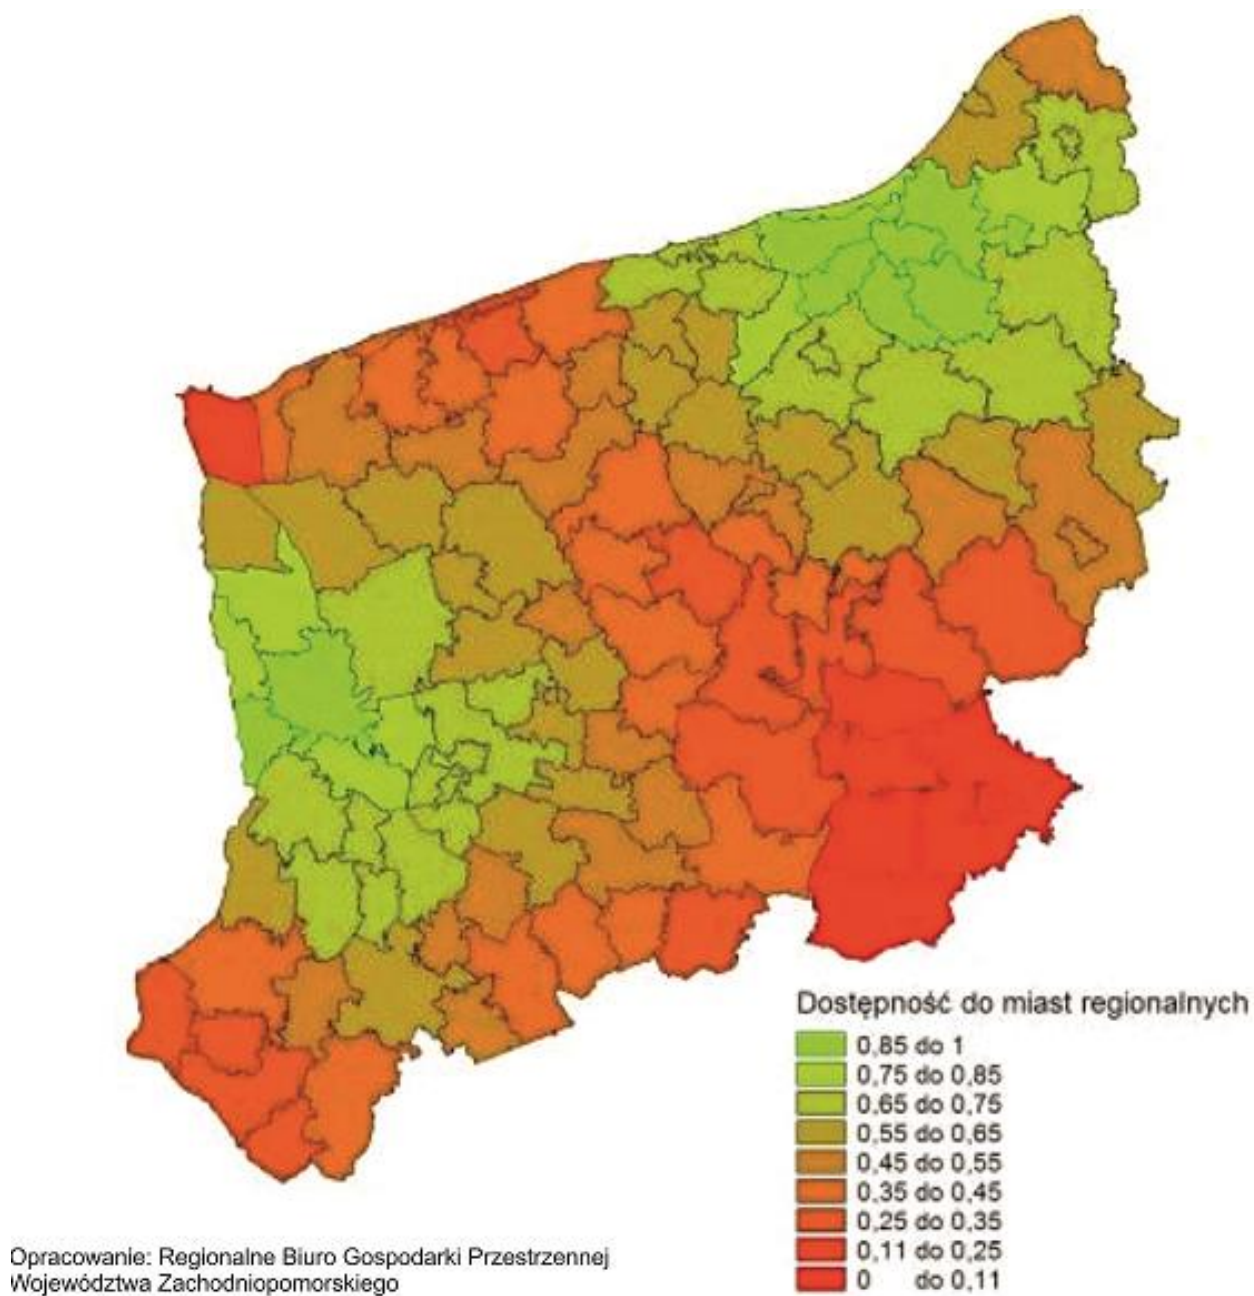 Dostępność do miast regionalnych
0,85 do 1
0,75 do 0,85
0,65 do 0,75
0,55 do 0,65
0,45 do 0,55
0,35 do 0,45
0,25 do 0,35
0,11 do 0,25
0 do 0,11
Opracowanie: Regionalne Biuro Gospodarki Przestrzennej
Województwa Zachodniopomorskiego